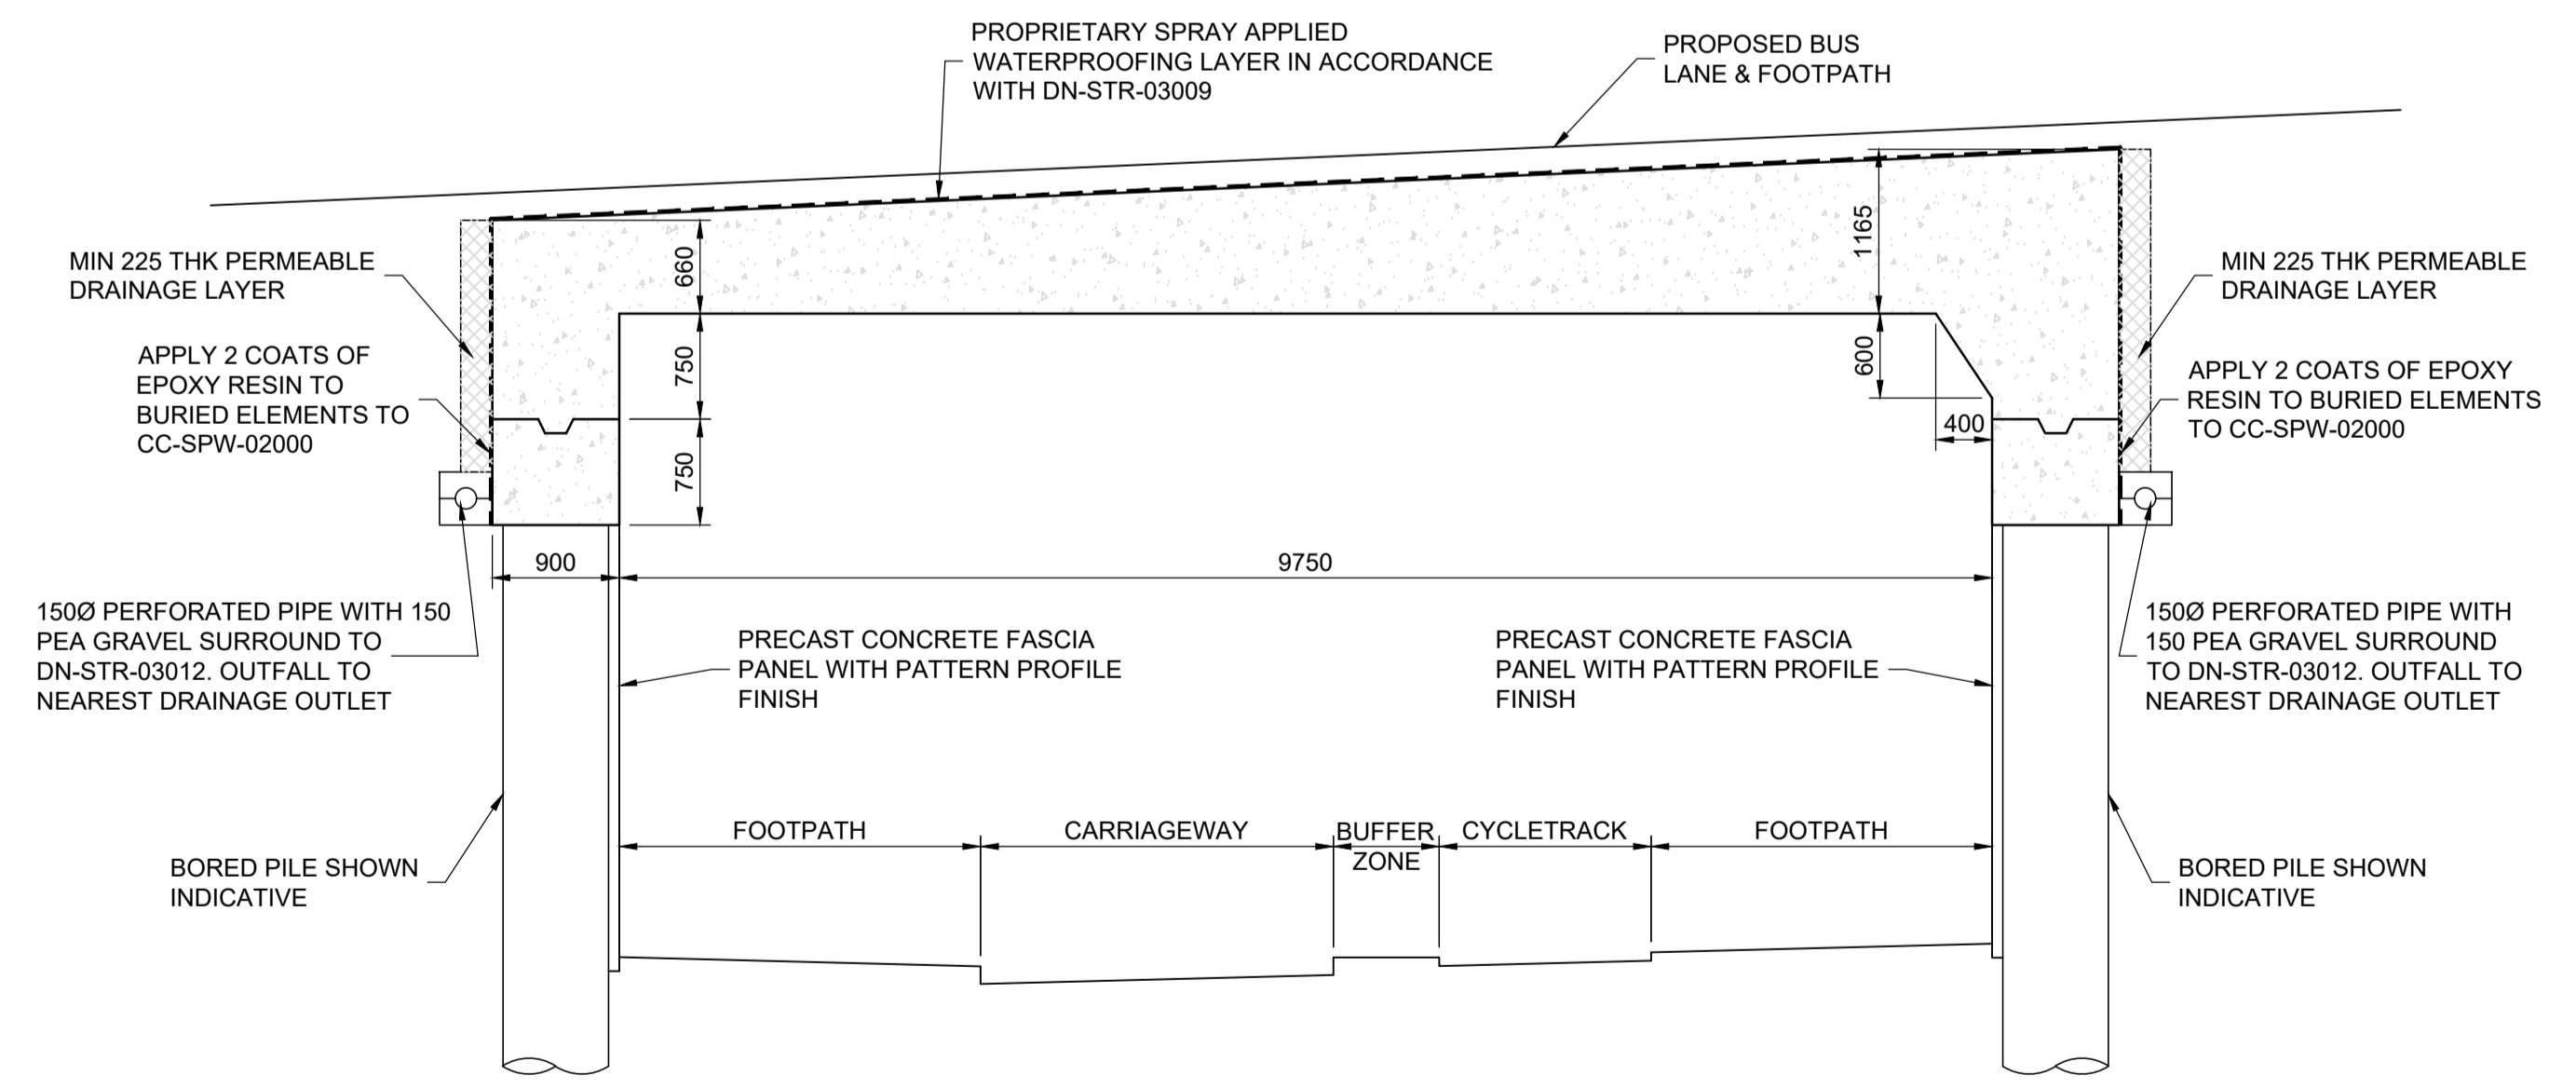 PROPRIETARY SPRAY APPLIED
WATERPROOFING LAYER IN ACCORDANCE
WITH DN-STR-03009
PROPOSED BUS
LANE & FOOTPATH
MIN 225 THK PERMEABLE
DRAINAGE LAYER
APPLY 2 COATS OF
EPOXY RESIN TO
BURIED ELEMENTS TO
CC-SPW-02000
660
750
750
1165
600
400
MIN 225 THK PERMEABLE
DRAINAGE LAYER
APPLY 2 COATS OF EPOXY
RESIN TO BURIED ELEMENTS
TO CC-SPW-02000
900
9750
150Ø PERFORATED PIPE WITH 150
PEA GRAVEL SURROUND TO
DN-STR-03012. OUTFALL TO
NEAREST DRAINAGE OUTLET
PRECAST CONCRETE FASCIA
PANEL WITH PATTERN PROFILE
FINISH
PRECAST CONCRETE FASCIA
PANEL WITH PATTERN PROFILE
FINISH
150Ø PERFORATED PIPE WITH
150 PEA GRAVEL SURROUND
TO DN-STR-03012. OUTFALL TO
NEAREST DRAINAGE OUTLET
FOOTPATH
CARRIAGEWAY
BUFFER
ZONE
CYCLETRACK
FOOTPATH
BORED PILE SHOWN
INDICATIVE
BORED PILE SHOWN
INDICATIVE